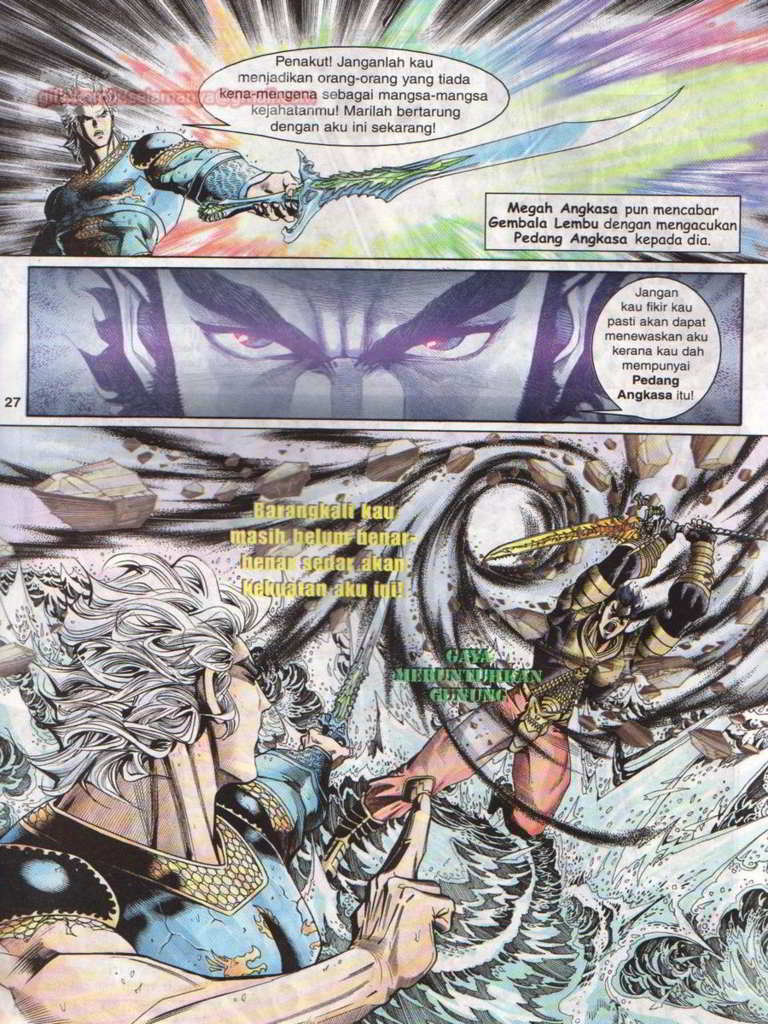 Penakut! Janganlah kau
menjadikan orang-orang yang tiada
kena-mengena sebagai mangsa-mangsa
kejahatanmu! Marilah bertarung
dengan aku ini sekarang!
Megah Angkasa pun mencabar
Gembala Lembu dengan mengacukan
Pedang Angkasa kepada dia.
Jangan
kau fikir kau
pasti akan dapat
menewaskan aku
kerana kau dah
mempunyai
Pedang
Angkasa itu!
27
Barangkali kau
masih belum benar-
benar sedar akan
kekuatan aku ini!
GAYA
MERUNTUHKAN
GUNUNG